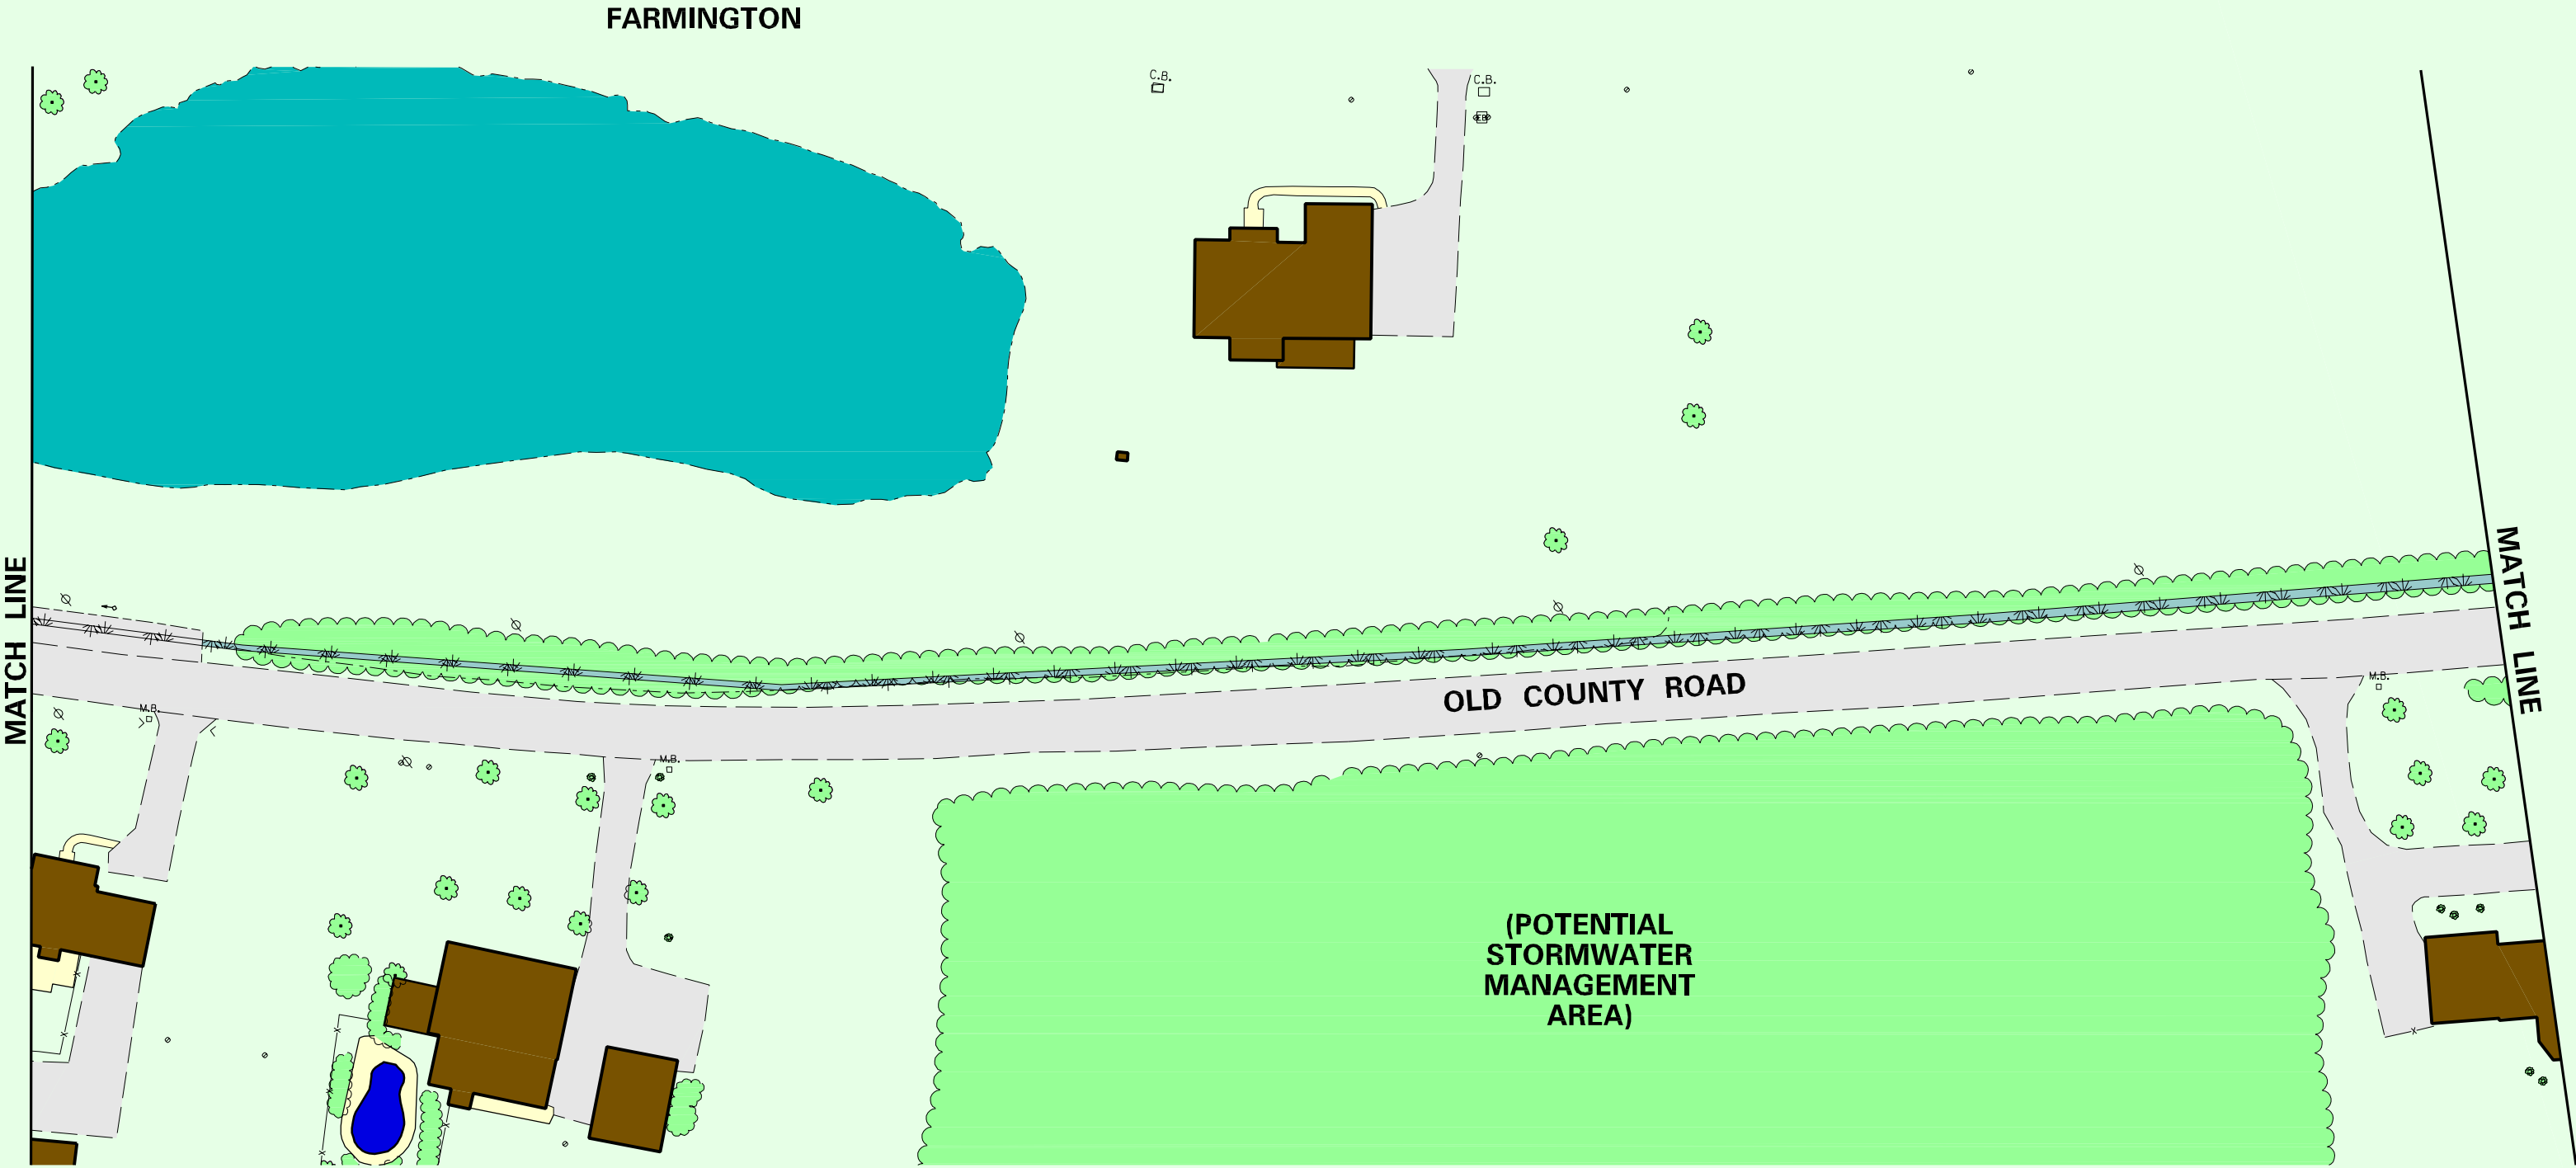 FARMINGTON
C.B.
C.B.
MATCH LINE
MATCH LINE
OLD COUNTY ROAD
M.B.
M.B.
M.B.
(POTENTIAL
STORMWATER
MANAGEMENT
AREA)